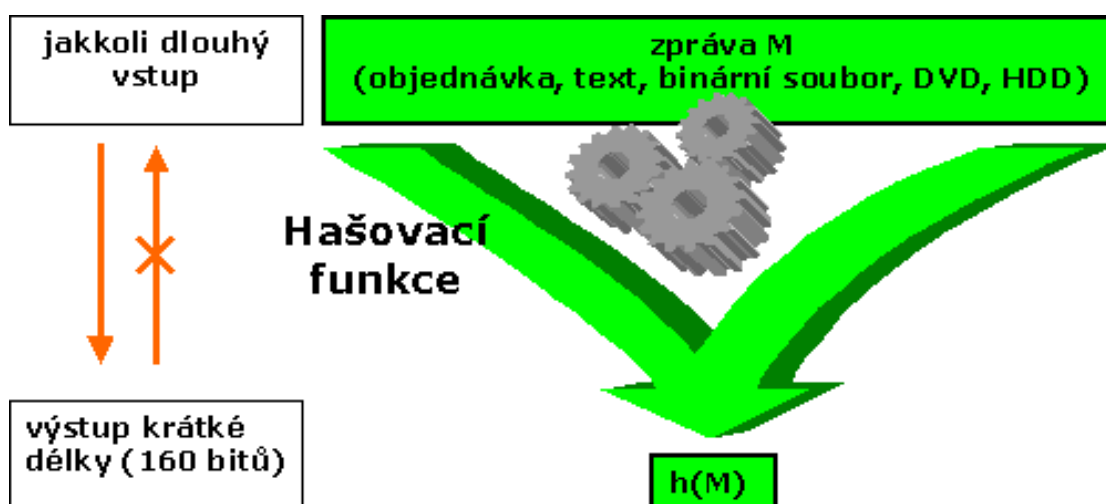 jakkoli dlouhý
vstup
zpráva M
(objednávka, text, binární soubor, DVD, HDD)
Hašovací
funkce
výstup krátké
délky (160 bitů)
h(M)